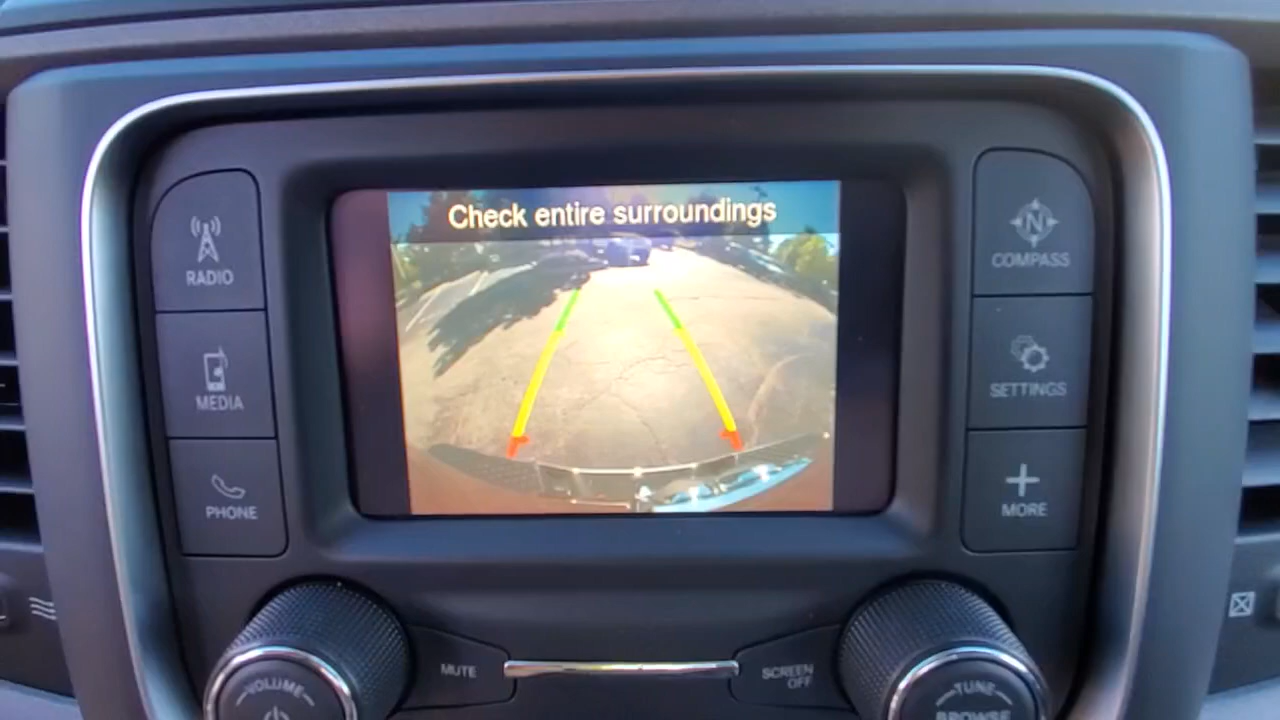 Check entire surroundings
RADIO
MEDIA
PHONE
N
COMPASS
SETTINGS
MORE
MUTE
SCREEN
OFF
VOLUME
TUNE
BROWSE